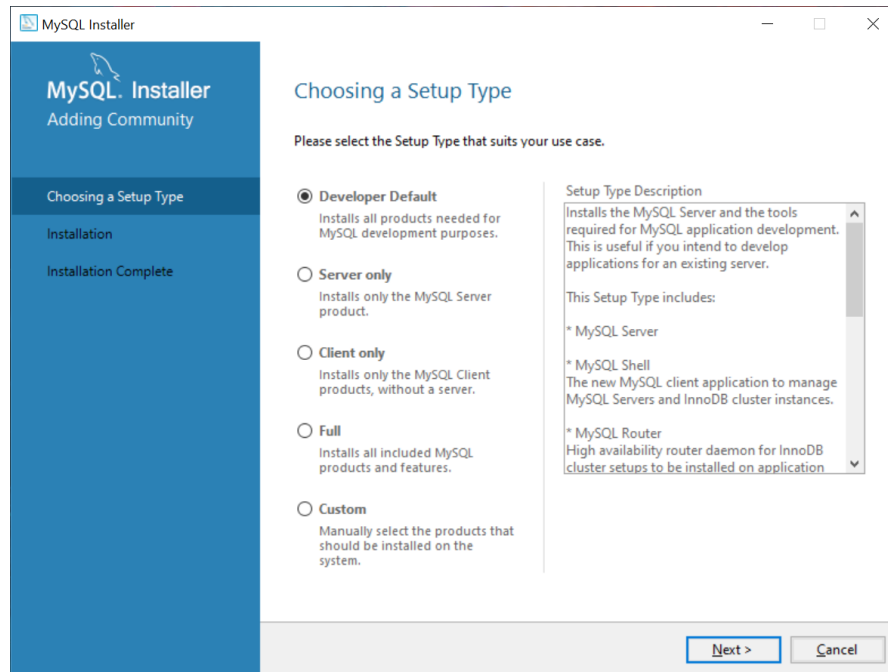 MySQL Installer
MySQL. Installer
Adding Community
Choosing a Setup Type
Installation
Installation Complete
Choosing a Setup Type
Please select the Setup Type that suits your use case.
Developer Default
Installs all products needed for
MySQL development purposes.
Server only
Installs only the MySQL Server
product.
Client only
Installs only the MySQL Client
products, without a server.
Full
Installs all included MySQL
products and features.
Custom
Manually select the products that
should be installed on the
system.
Setup Type Description
Installs the MySQL Server and the tools
required for MySQL application development.
This is useful if you intend to develop
applications for an existing server.
This Setup Type includes:
* MySQL Server
* MySQL Shell
The new MySQL client application to manage
MySQL Servers and InnoDB cluster instances.
* MySQL Router
High availability router daemon for InnoDB
cluster setups to be installed on application
Next >
Cancel